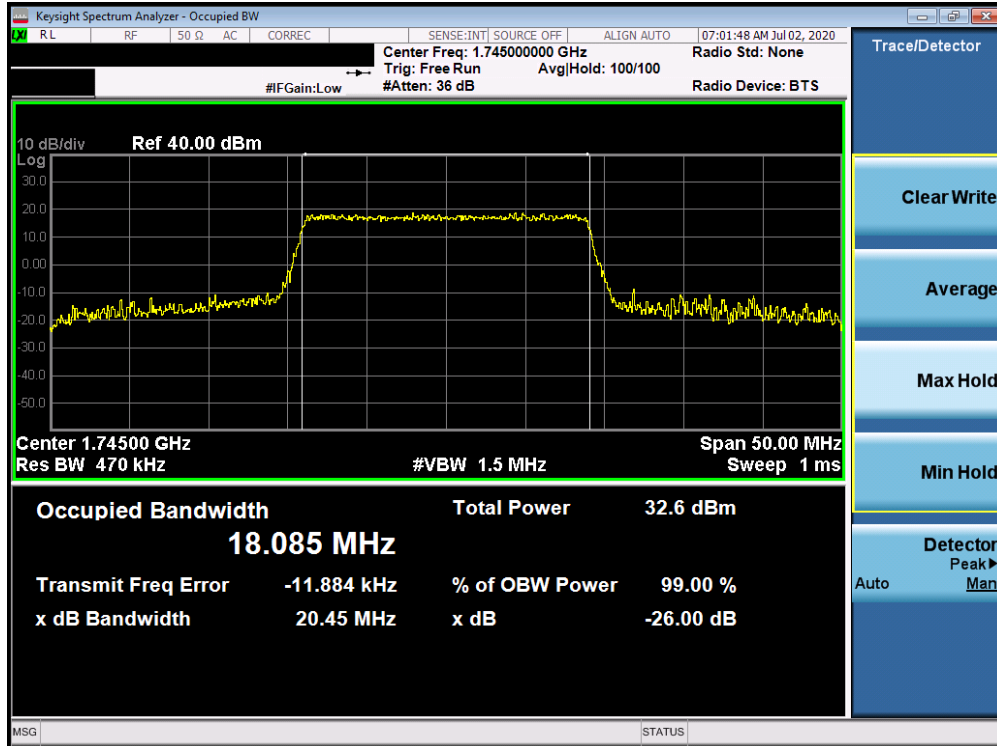 Keysight Spectrum Analyzer - Occupied BW
LXI RL RF 50 Ω AC CORREC SENSE:INT SOURCE OFF ALIGN AUTO 07:01:48 AM Jul 02, 2020
Center Freq: 1.745000000 GHz Radio Std: None
Trig: Free Run Avg|Hold: 100/100
#IFGain:Low #Atten: 36 dB Radio Device: BTS
10 dB/div Ref 40.00 dBm
Log
30.0
20.0
10.0
0.00
-10.0
-20.0
-30.0
-40.0
-50.0
Center 1.74500 GHz Span 50.00 MHz
Res BW 470 kHz #VBW 1.5 MHz Sweep 1 ms
Occupied Bandwidth Total Power 32.6 dBm
18.085 MHz
Transmit Freq Error -11.884 kHz % of OBW Power 99.00 %
x dB Bandwidth 20.45 MHz x dB -26.00 dB
MSG STATUS
Trace/Detector
Clear Write
Average
Max Hold
Min Hold
Detector
Peak▶
Auto Man